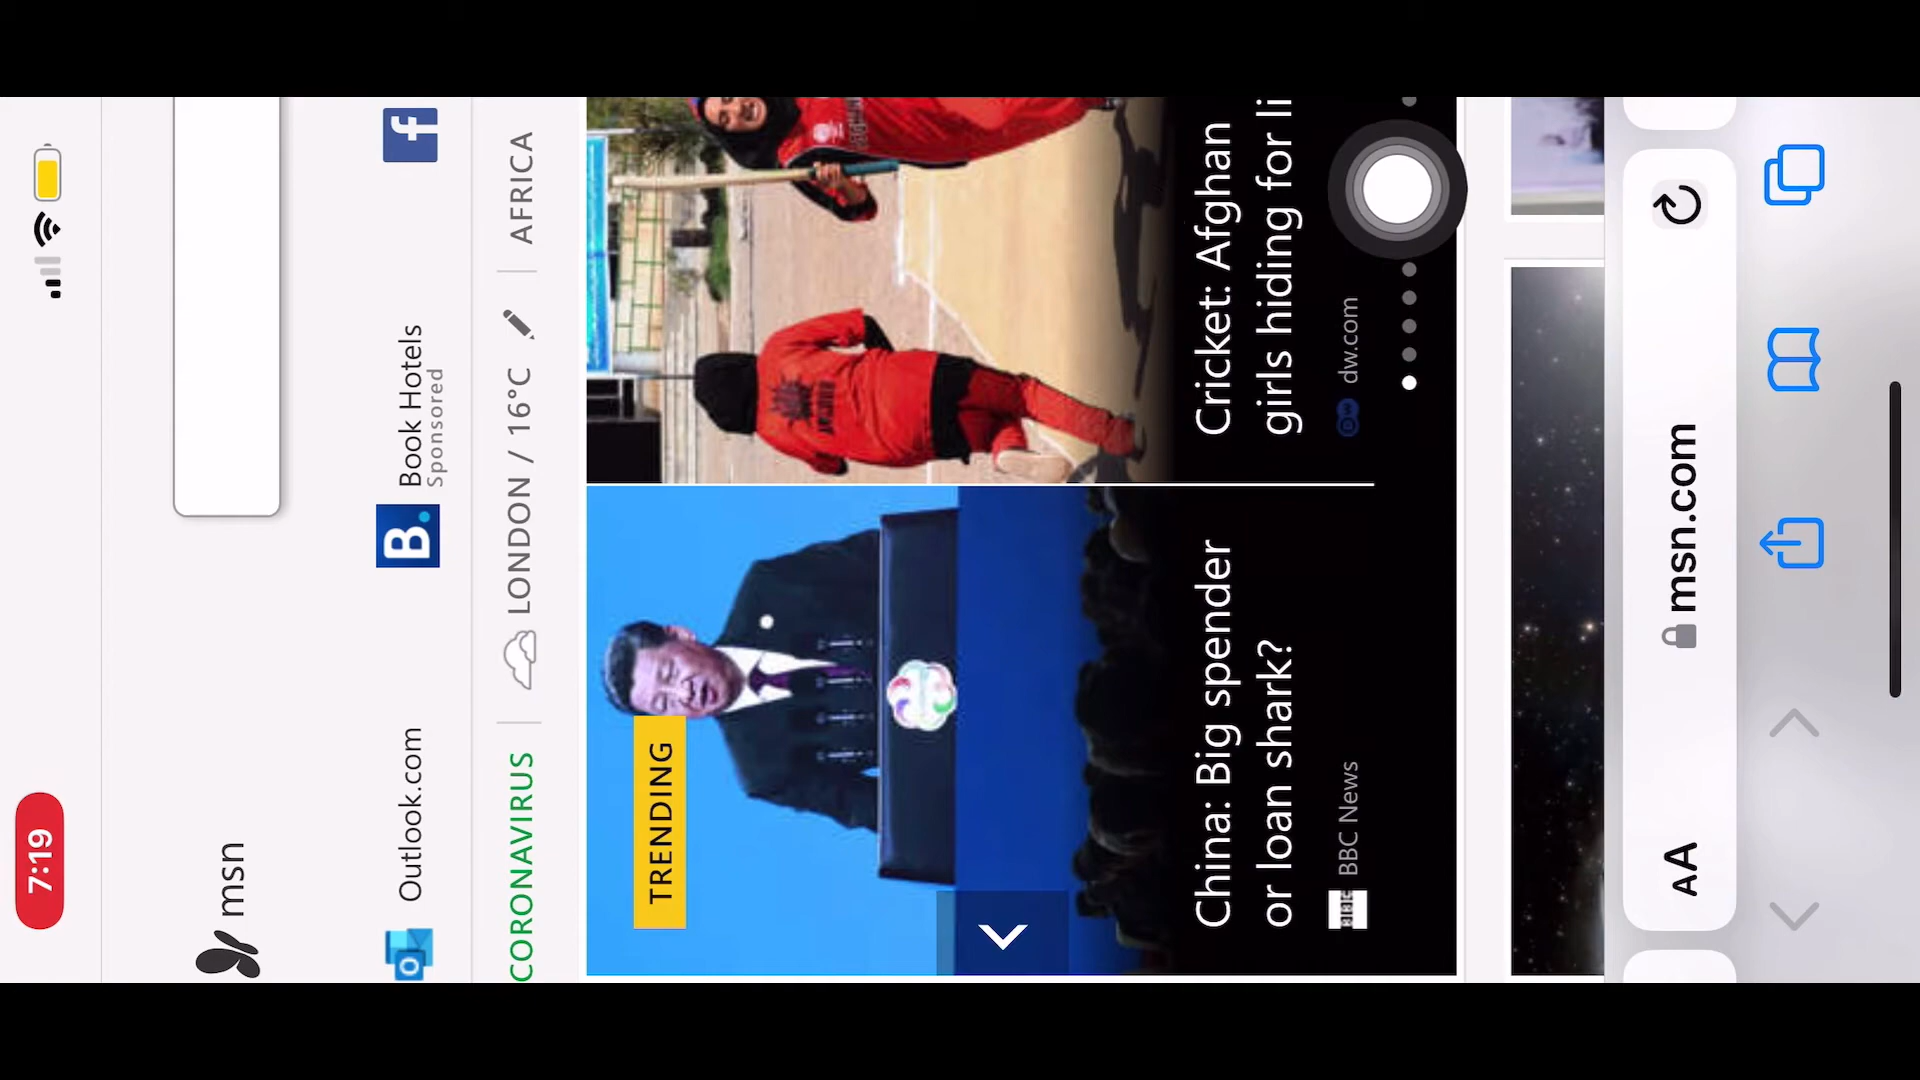 7:19
msn
Outlook.com
B.
Book Hotels
Sponsored
f
CORONAVIRUS
LONDON / 16°C
AFRICA
TRENDING
China: Big spender
or loan shark?
BBC
BBC News
Cricket: Afghan
girls hiding for li
dw.com
AA
msn.com